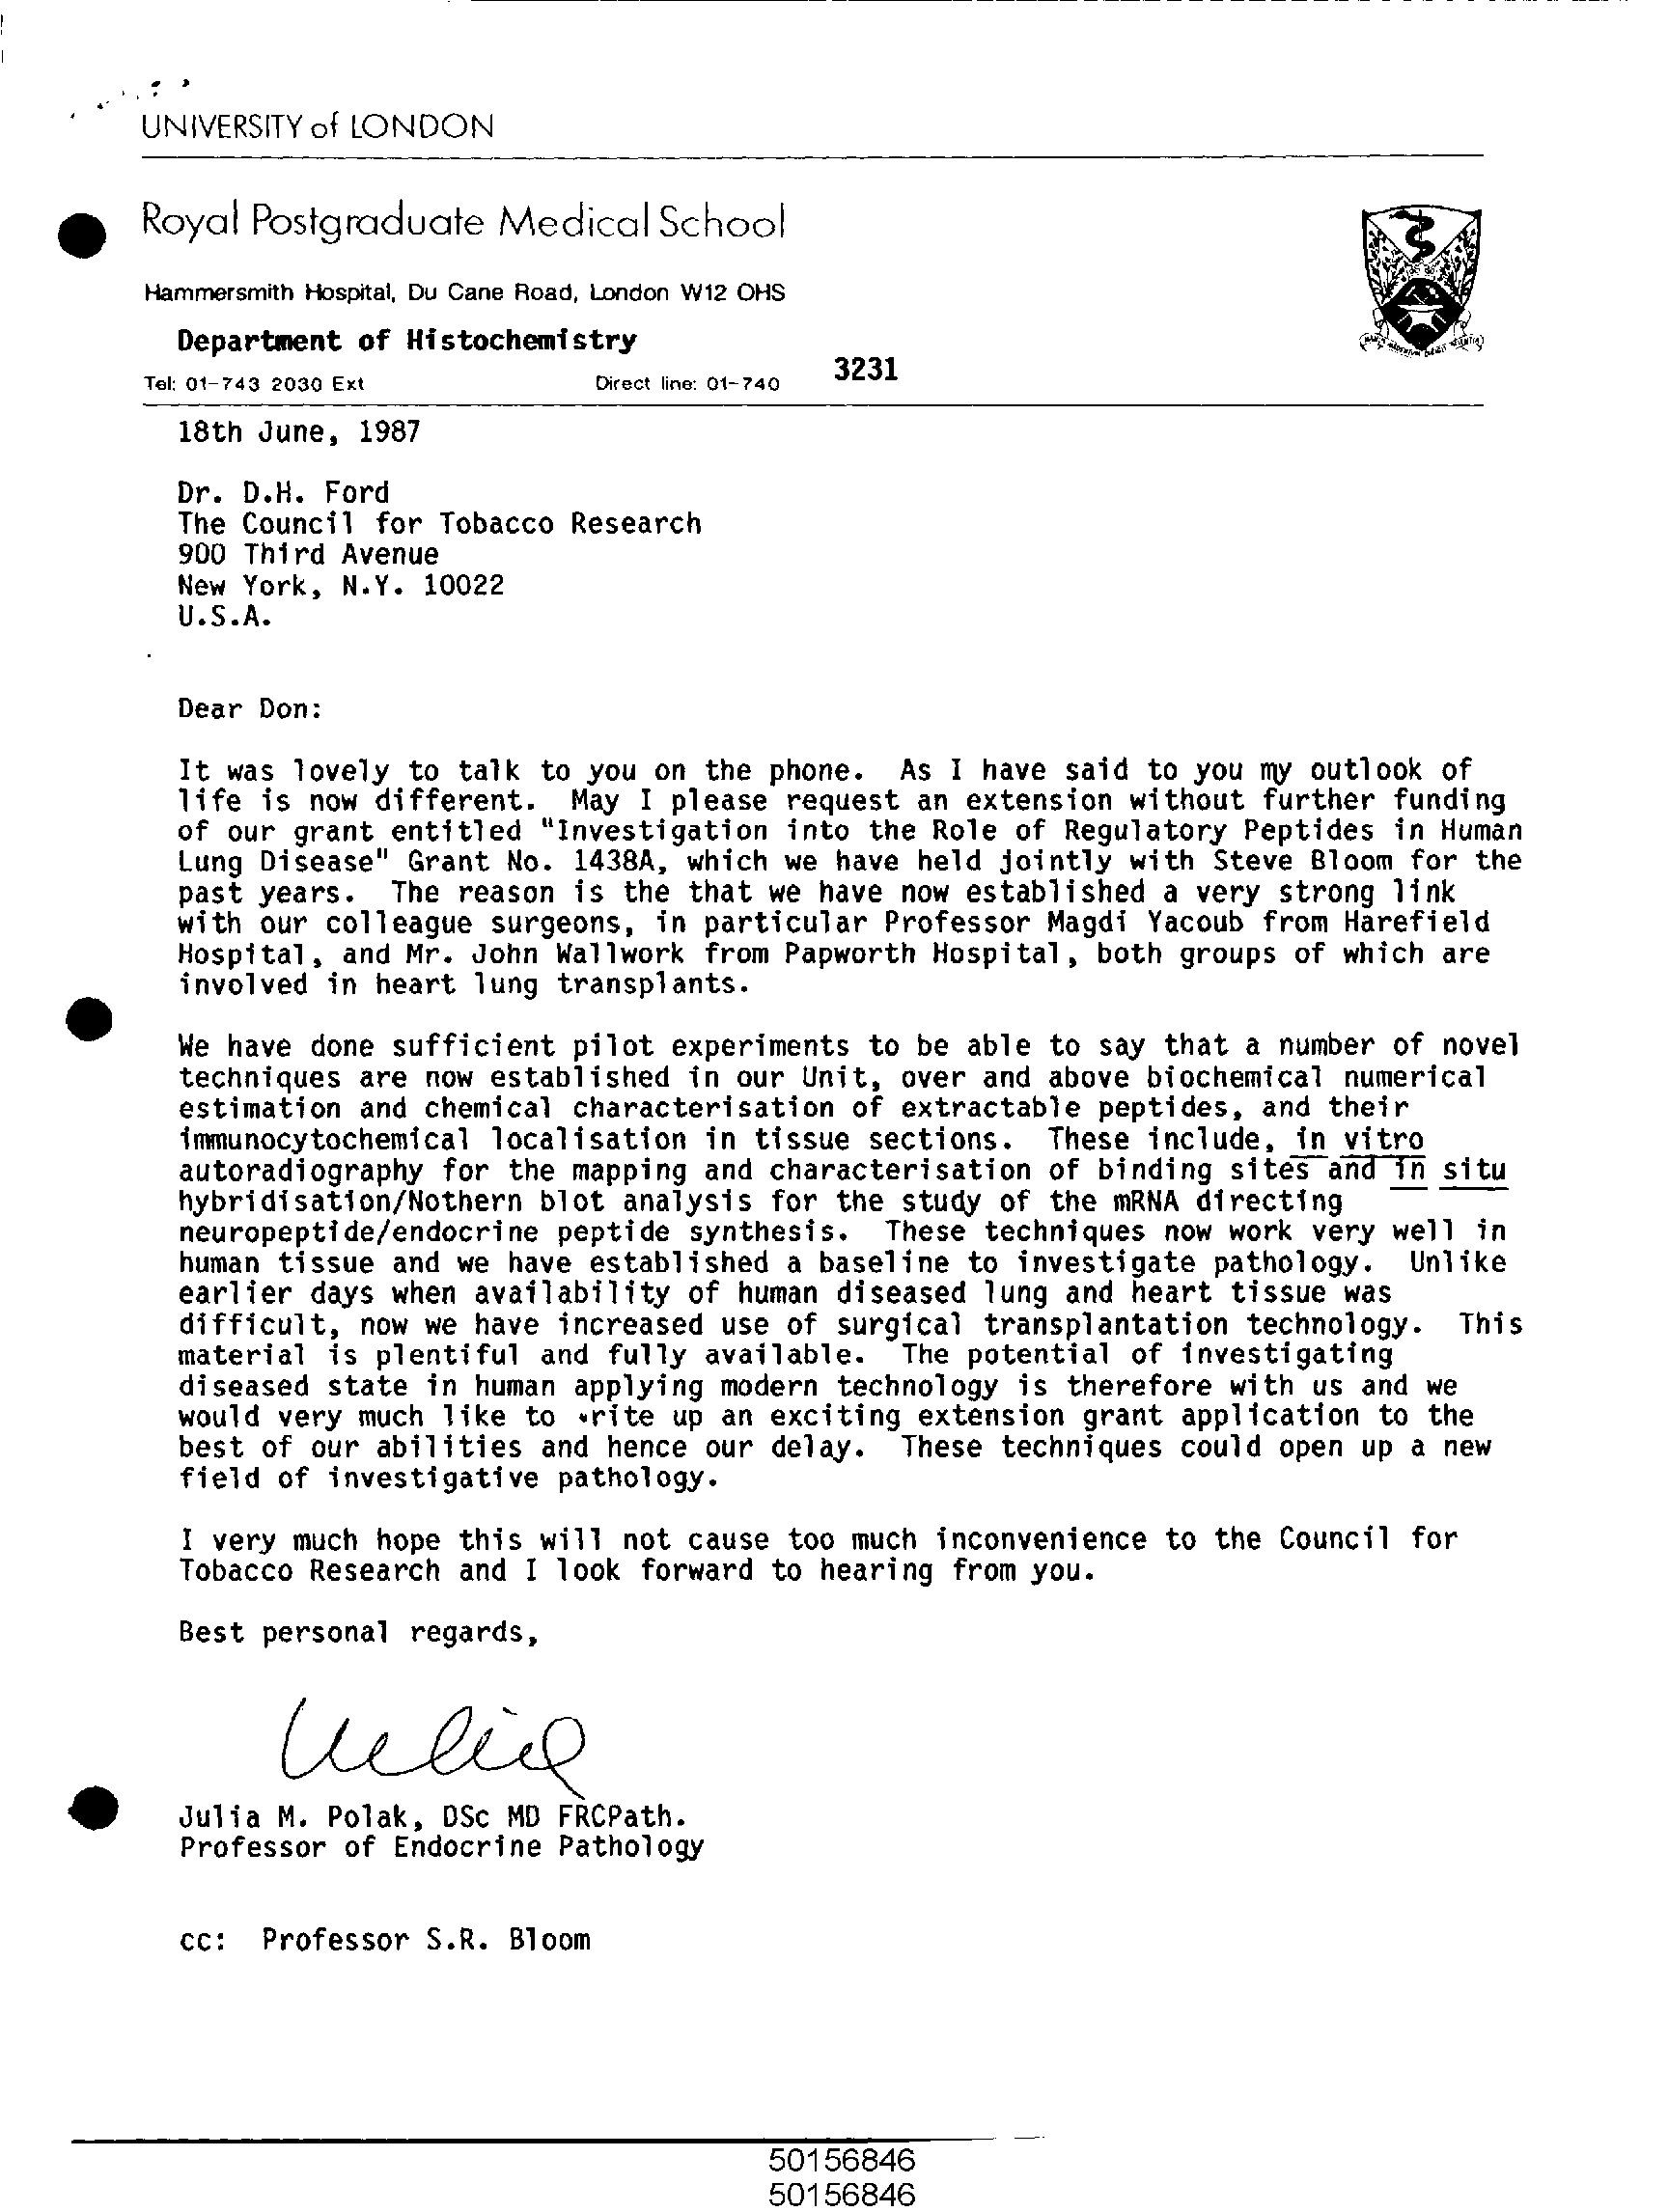 UNIVERSITY of LONDON
Royal Postgraduate Medical School
Hammersmith Hospital, Du Cane Road, London W12 OHS
Department of Histochemistry
Tel: 01-743 2030 Ext Direct line: 01-740 3231
18th June, 1987
Dr. D.H. Ford
The Council for Tobacco Research
900 Third Avenue
New York, N.Y. 10022
U.S.A.
Dear Don:
It was lovely to talk to you on the phone. As I have said to you my outlook of
life is now different. May I please request an extension without further funding
of our grant entitled "Investigation into the Role of Regulatory Peptides in Human
Lung Disease" Grant No. 1438A, which we have held jointly with Steve Bloom for the
past years. The reason is the that we have now established a very strong link
with our colleague surgeons, in particular Professor Magdi Yacoub from Harefield
Hospital, and Mr. John Wallwork from Papworth Hospital, both groups of which are
involved in heart lung transplants.
We have done sufficient pilot experiments to be able to say that a number of novel
techniques are now established in our Unit, over and above biochemical numerical
estimation and chemical characterisation of extractable peptides, and their
immunocytochemical localisation in tissue sections. These include, in vitro
autoradiography for the mapping and characterisation of binding sites and in situ
hybridisation/Nothern blot analysis for the study of the mRNA directing
neuropeptide/endocrine peptide synthesis. These techniques now work very well in
human tissue and we have established a baseline to investigate pathology. Unlike
earlier days when availability of human diseased lung and heart tissue was
difficult, now we have increased use of surgical transplantation technology. This
material is plentiful and fully available. The potential of investigating
diseased state in human applying modern technology is therefore with us and we
would very much like to write up an exciting extension grant application to the
best of our abilities and hence our delay. These techniques could open up a new
field of investigative pathology.
I very much hope this will not cause too much inconvenience to the Council for
Tobacco Research and I look forward to hearing from you.
Best personal regards,
Julia M. Polak, DSc MD FRCPath.
Professor of Endocrine Pathology
cc: Professor S.R. Bloom
50156846
50156846